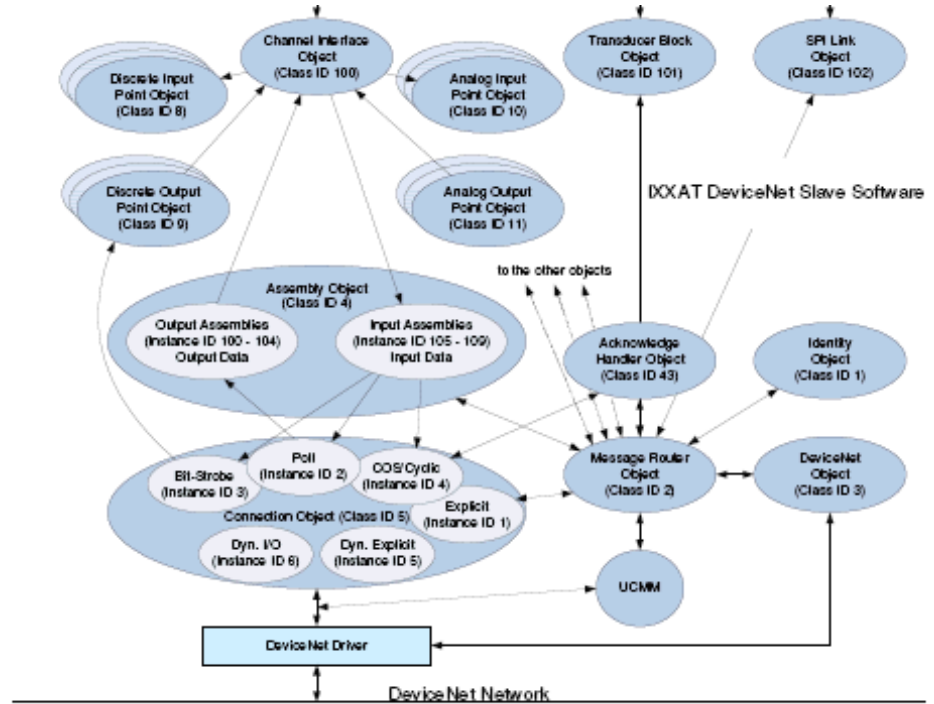 Channel Interface
Object
(Class ID 100)
Transducer Block
Object
(Class ID 101)
SPI Link
Object
(Class ID 102)
Discrete Input
Point Object
(Class ID 8)
Analog Input
Point Object
(Class ID 10)
Discrete Output
Point Object
(Class ID 9)
Analog Output
Point Object
(Class ID 11)
IXXAT DeviceNet Slave Software
to the other objects
Assembly Object
(Class ID 4)
Output Assemblies
(Instance ID 100 - 104)
Output Data
Input Assemblies
(Instance ID 105 - 109)
Input Data
Acknowledge
Handler Object
(Class ID 43)
Identity
Object
(Class ID 1)
Bit-Strobe
(Instance ID 3)
Poll
(Instance ID 2)
COS/Cyclic
(Instance ID 4)
Explicit
(Instance ID 1)
Connection Object (Class ID 5)
Dyn. I/O
(Instance ID 6)
Dyn. Explicit
(Instance ID 5)
Message Router
Object
(Class ID 2)
DeviceNet
Object
(Class ID 3)
UCMM
DeviceNet Driver
DeviceNet Network